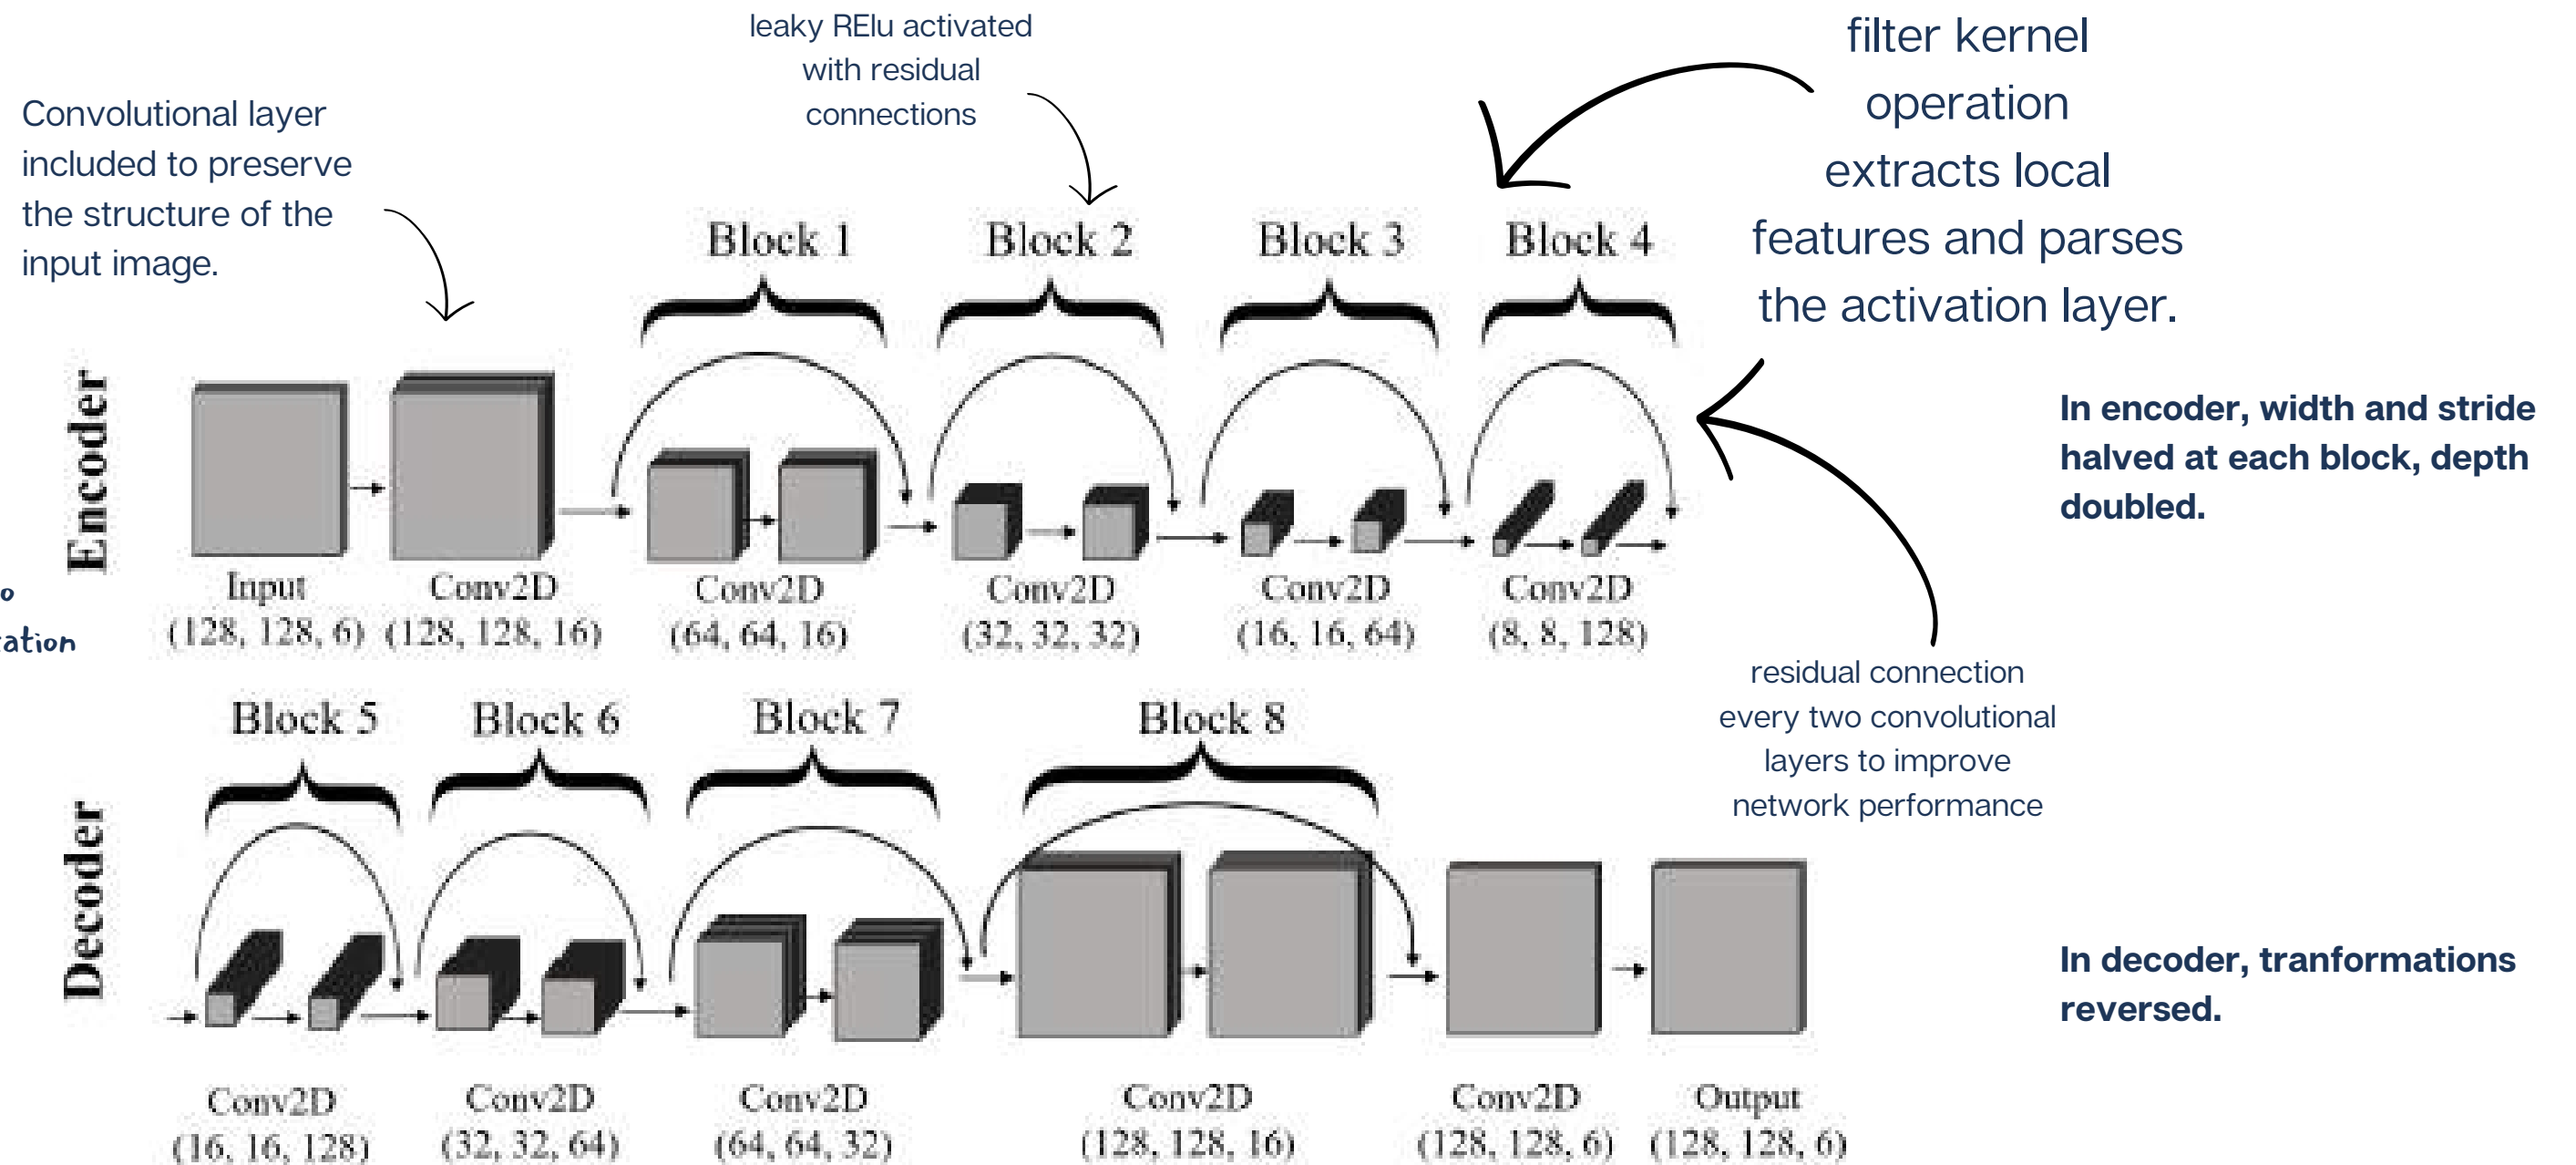 leaky RElu activated
with residual
connections
filter kernel
operation
extracts local
features and parses
the activation layer.
Convolutional layer
included to preserve
the structure of the
input image.
Block 1
Block 2
Block 3
Block 4
Encoder
In encoder, width and stride
halved at each block, depth
doubled.
Input
(128, 128, 6)
Conv2D
(128, 128, 16)
Conv2D
(64, 64, 16)
Conv2D
(32, 32, 32)
Conv2D
(16, 16, 64)
Conv2D
(8, 8, 128)
residual connection
every two convolutional
layers to improve
network performance
Block 5
Block 6
Block 7
Block 8
Decoder
In decoder, tranformations
reversed.
Conv2D
(16, 16, 128)
Conv2D
(32, 32, 64)
Conv2D
(64, 64, 32)
Conv2D
(128, 128, 16)
Conv2D
(128, 128, 6)
Output
(128, 128, 6)